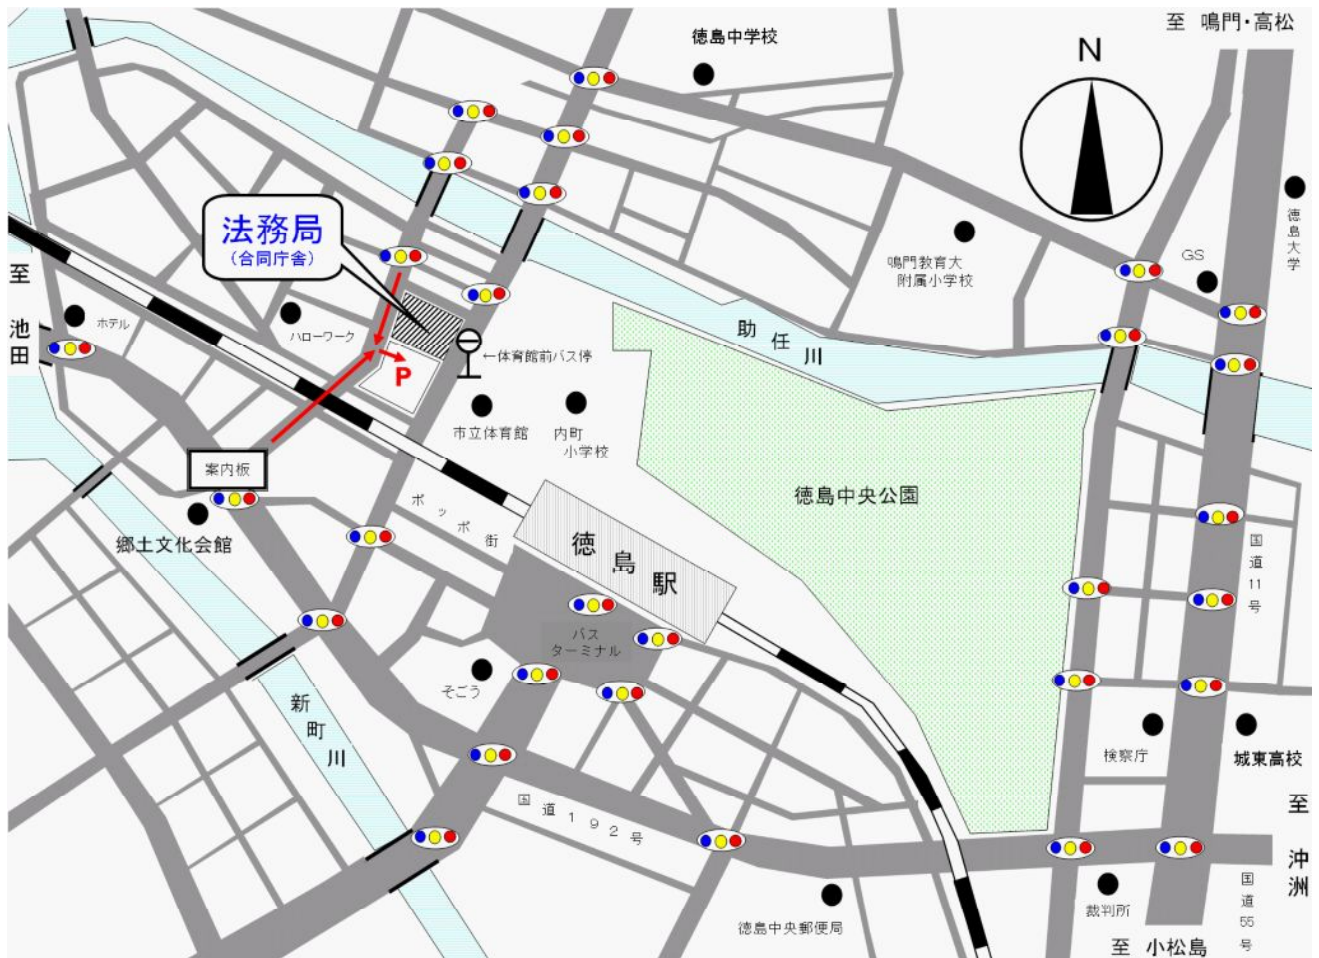 至 鳴門・高松
徳島中学校
N
徳島大学
法務局
(合同庁舎)
鳴門教育大
附属小学校
GS
至 池田
ホテル
ハローワーク
←体育館前バス停
P
助任川
市立体育館
内町
小学校
案内板
郷土文化会館
ポッポ街
徳島駅
徳島中央公園
国道11号
バス
ターミナル
そごう
新町川
検察庁
城東高校
国道192号
至 沖洲
徳島中央郵便局
裁判所
国道55号
至 小松島